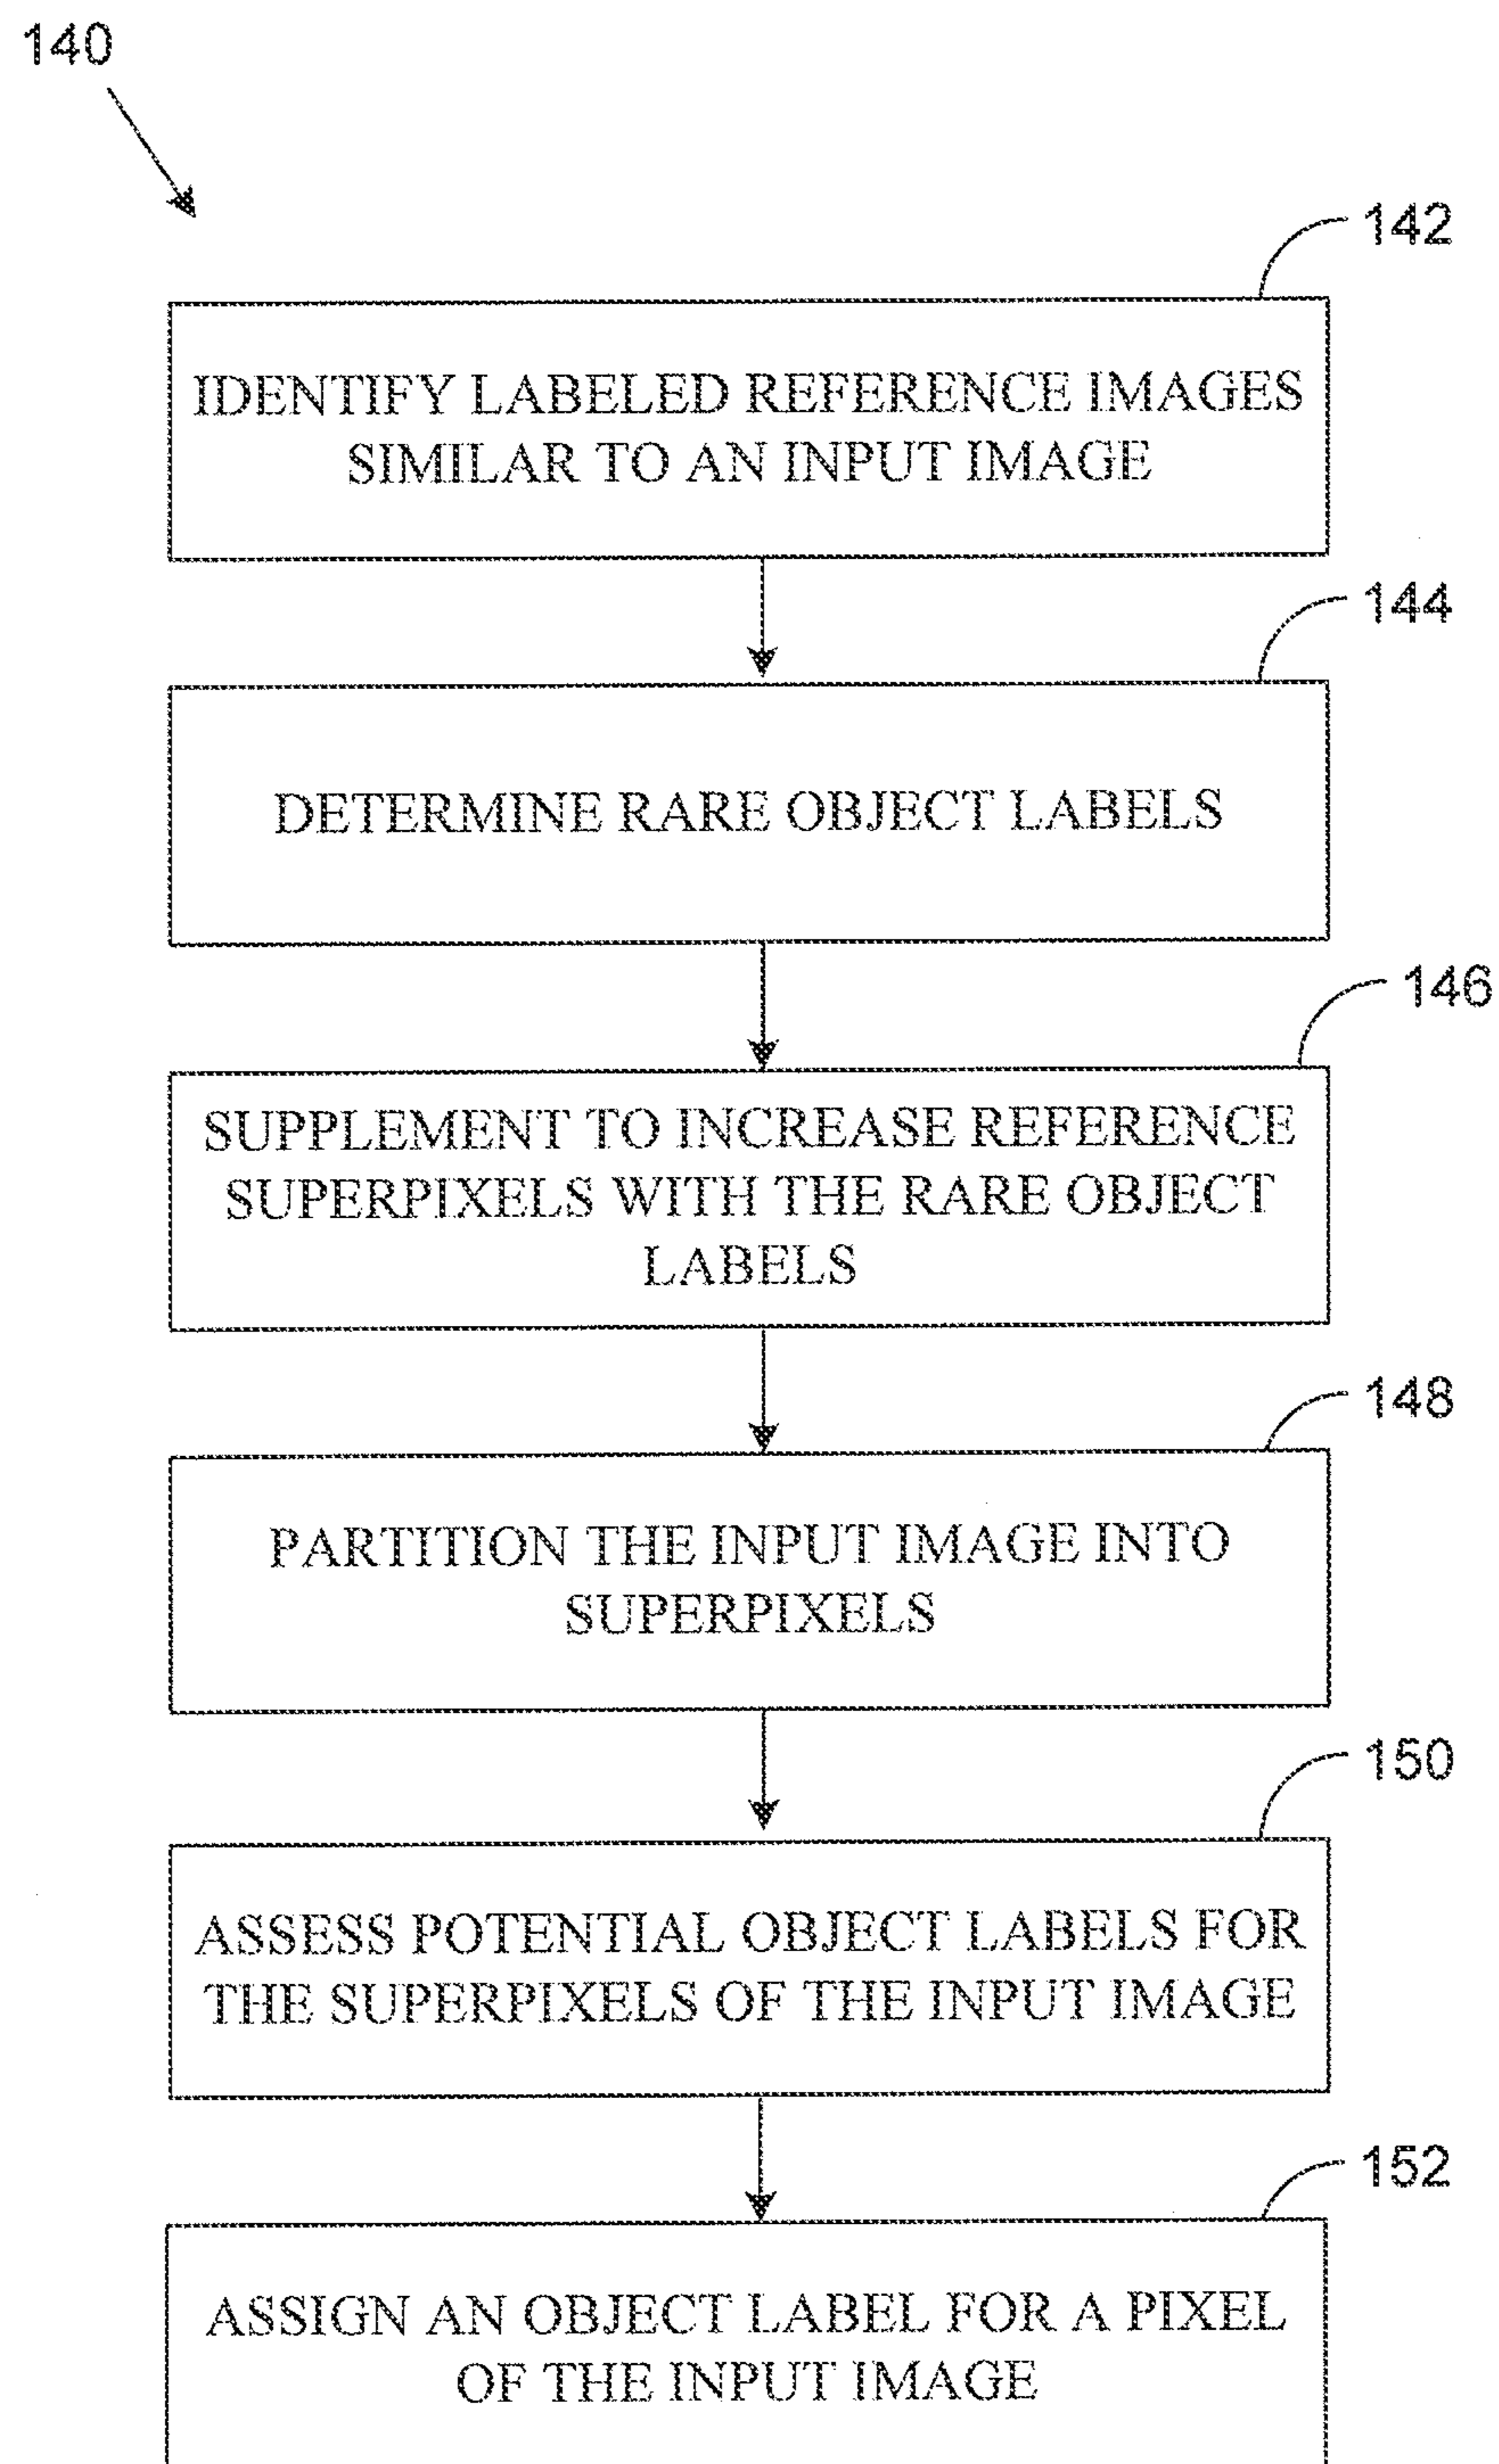 140
142
IDENTIFY LABELED REFERENCE IMAGES
SIMILAR TO AN INPUT IMAGE
144
DETERMINE RARE OBJECT LABELS
146
SUPPLEMENT TO INCREASE REFERENCE
SUPERPIXELS WITH THE RARE OBJECT
LABELS
148
PARTITION THE INPUT IMAGE INTO
SUPERPIXELS
150
ASSESS POTENTIAL OBJECT LABELS FOR
THE SUPERPIXELS OF THE INPUT IMAGE
152
ASSIGN AN OBJECT LABEL FOR A PIXEL
OF THE INPUT IMAGE